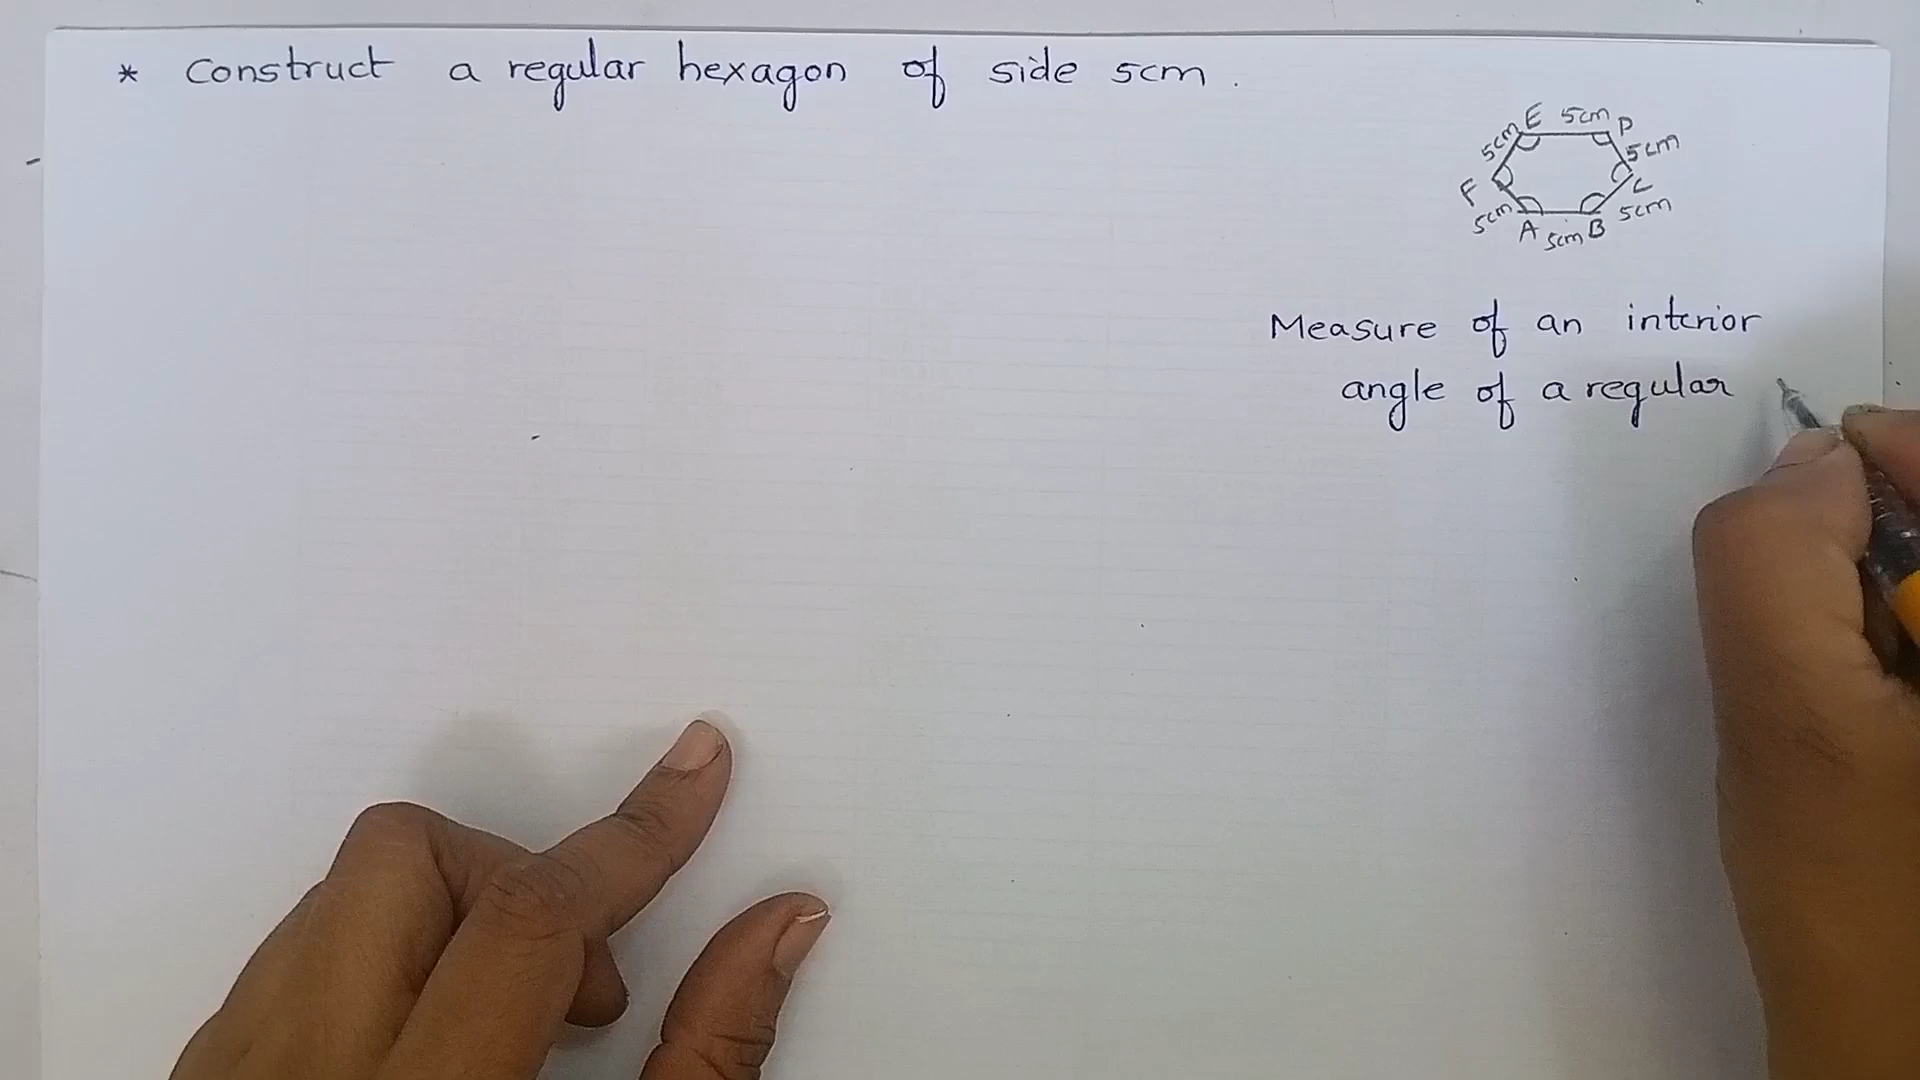 * Construct a regular hexagon of side 5cm.
E 5cm D
5cm 5cm
F C
5cm A 5cm B 5cm
Measure of an interior
angle of a regular